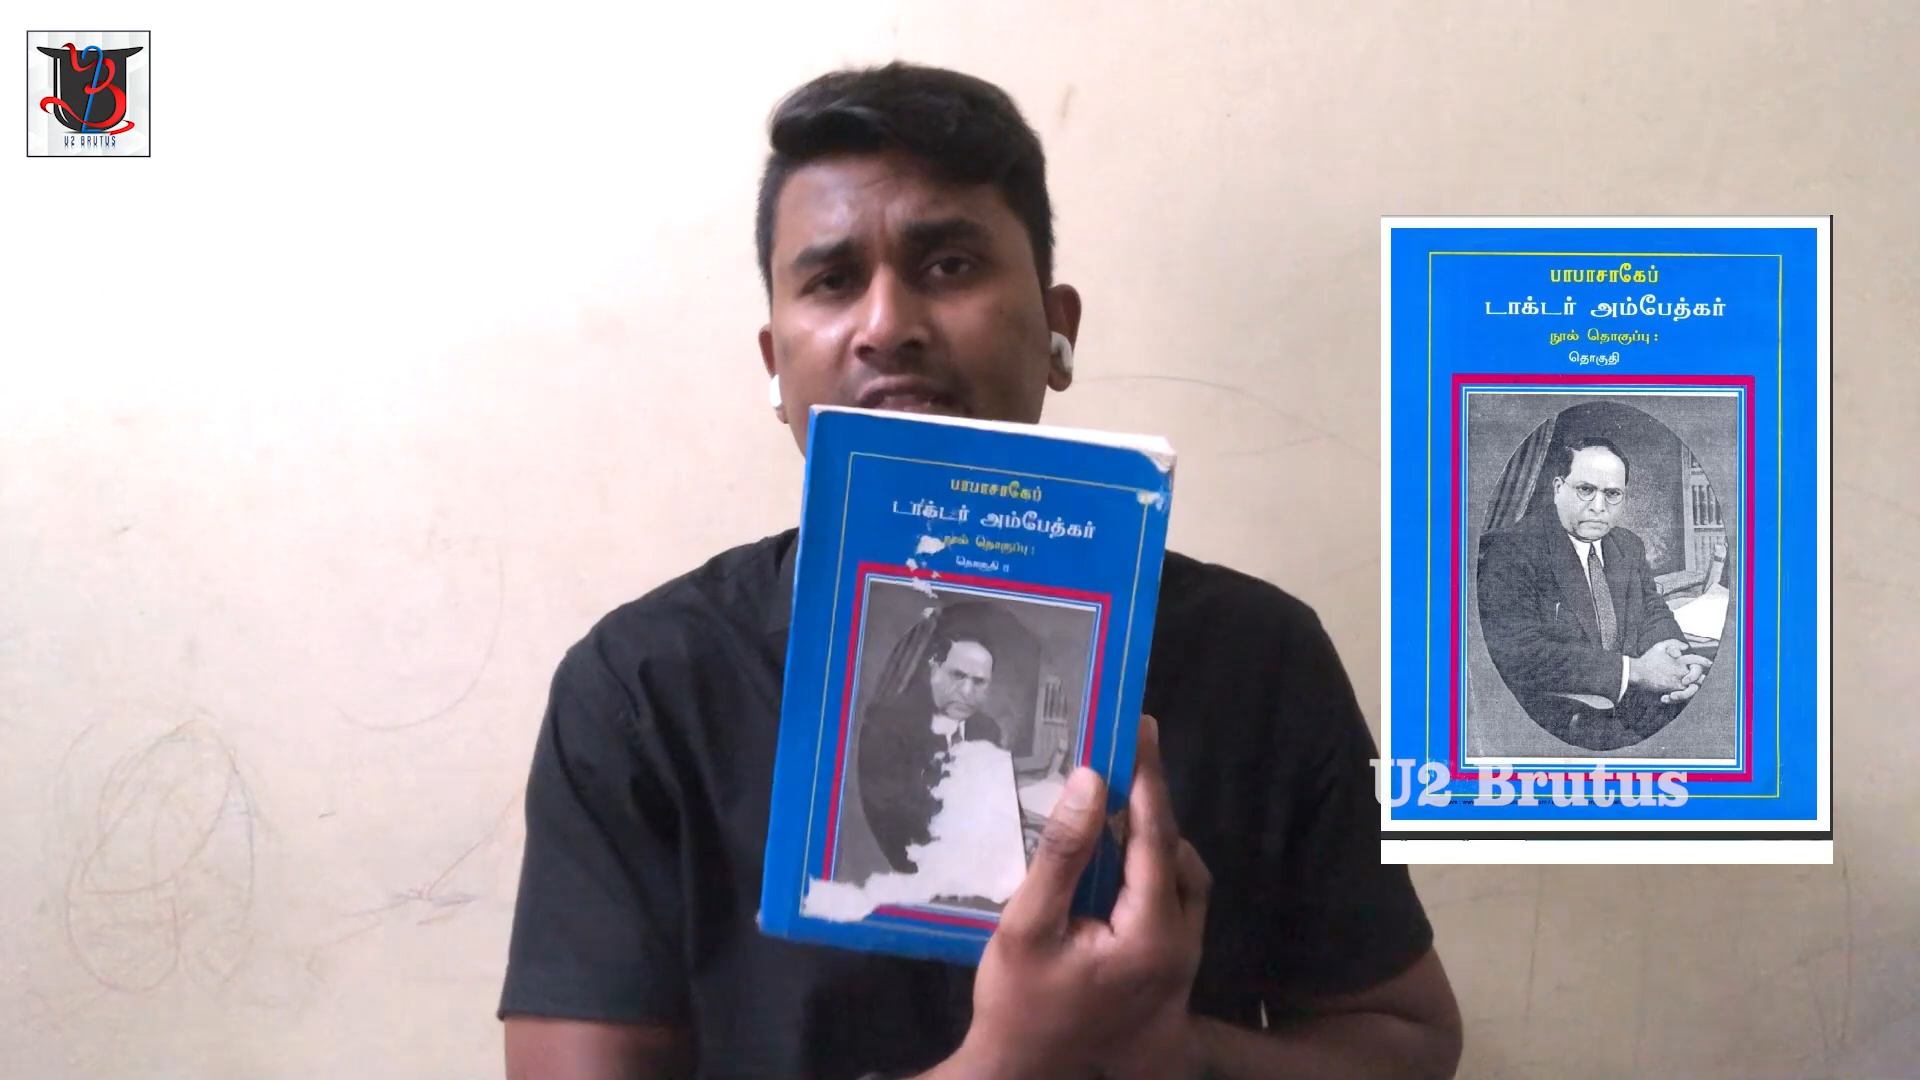 U2 BRUTUS
பாபாசாகேப்
டாக்டர் அம்பேத்கர்
நூல் தொகுப்பு :
தொகுதி
பாபாசாகேப்
டாக்டர் அம்பேத்கர்
நூல் தொகுப்பு :
தொகுதி
U2 Brutus